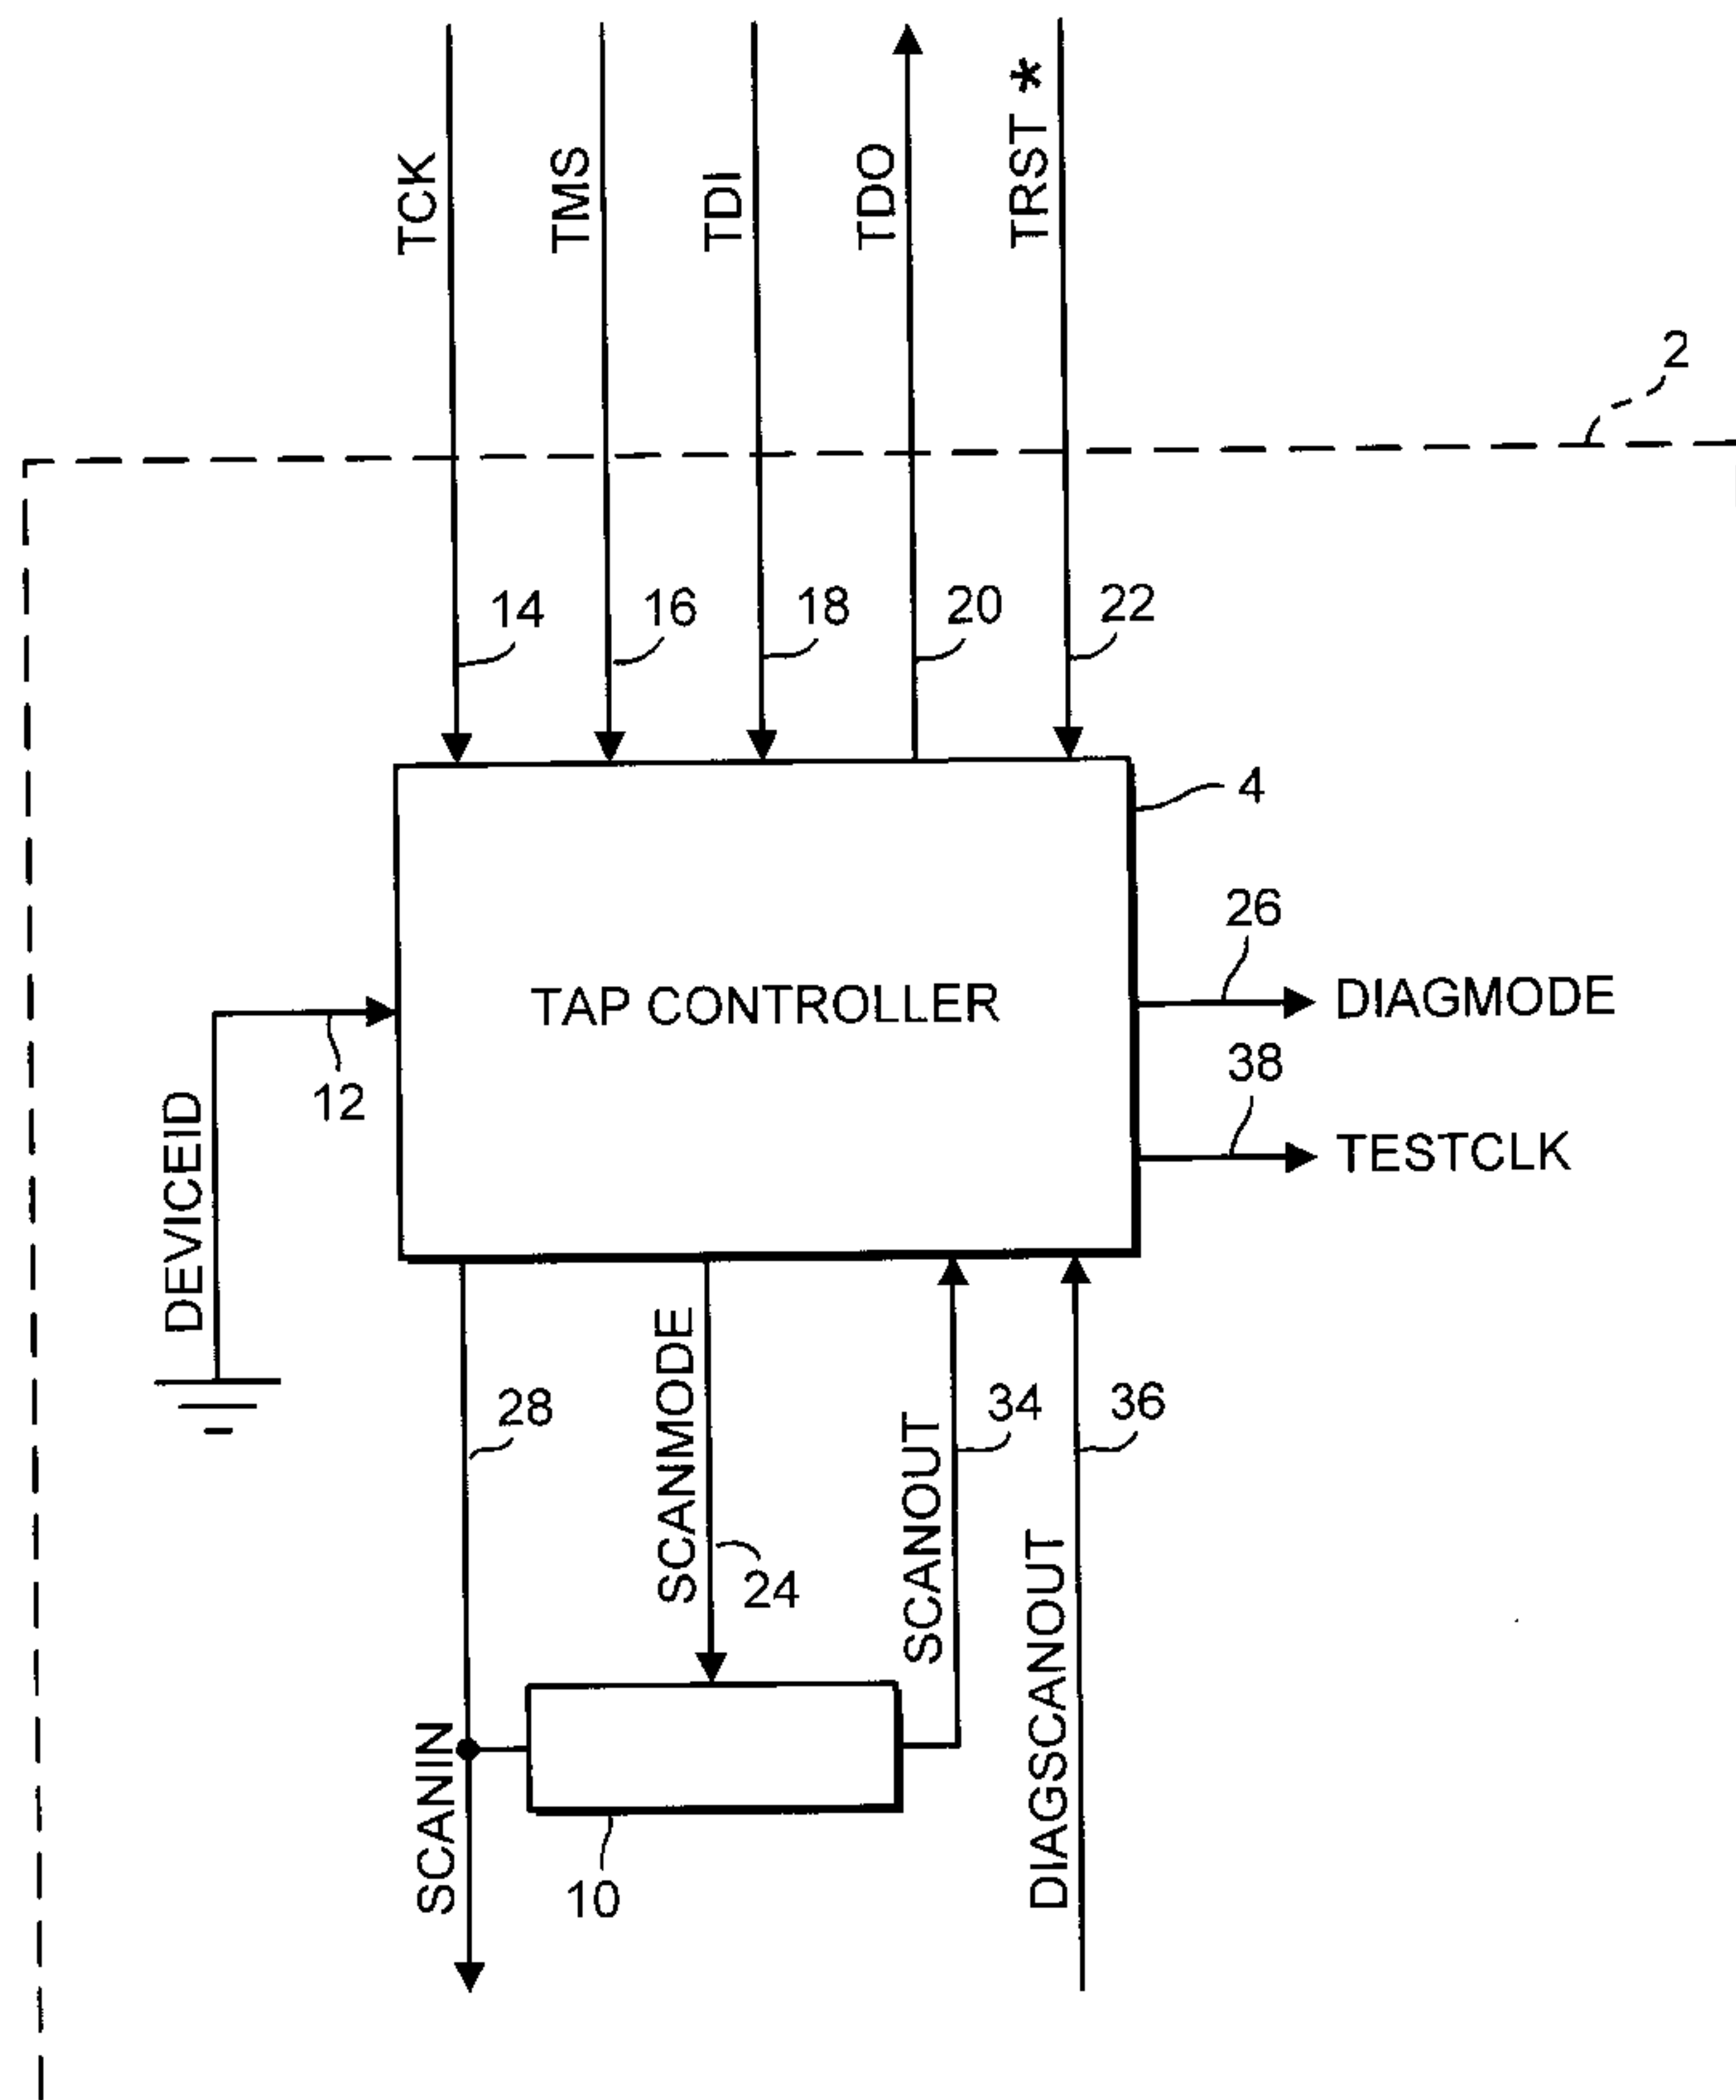 TCK
TMS
TDI
TDO
TRST *
2
14
16
18
20
22
4
26
TAP CONTROLLER
DIAGMODE
12
38
DEVICEID
TESTCLK
28
SCANMODE
24
SCANOUT
34
36
SCANIN
DIAGSCANOUT
10